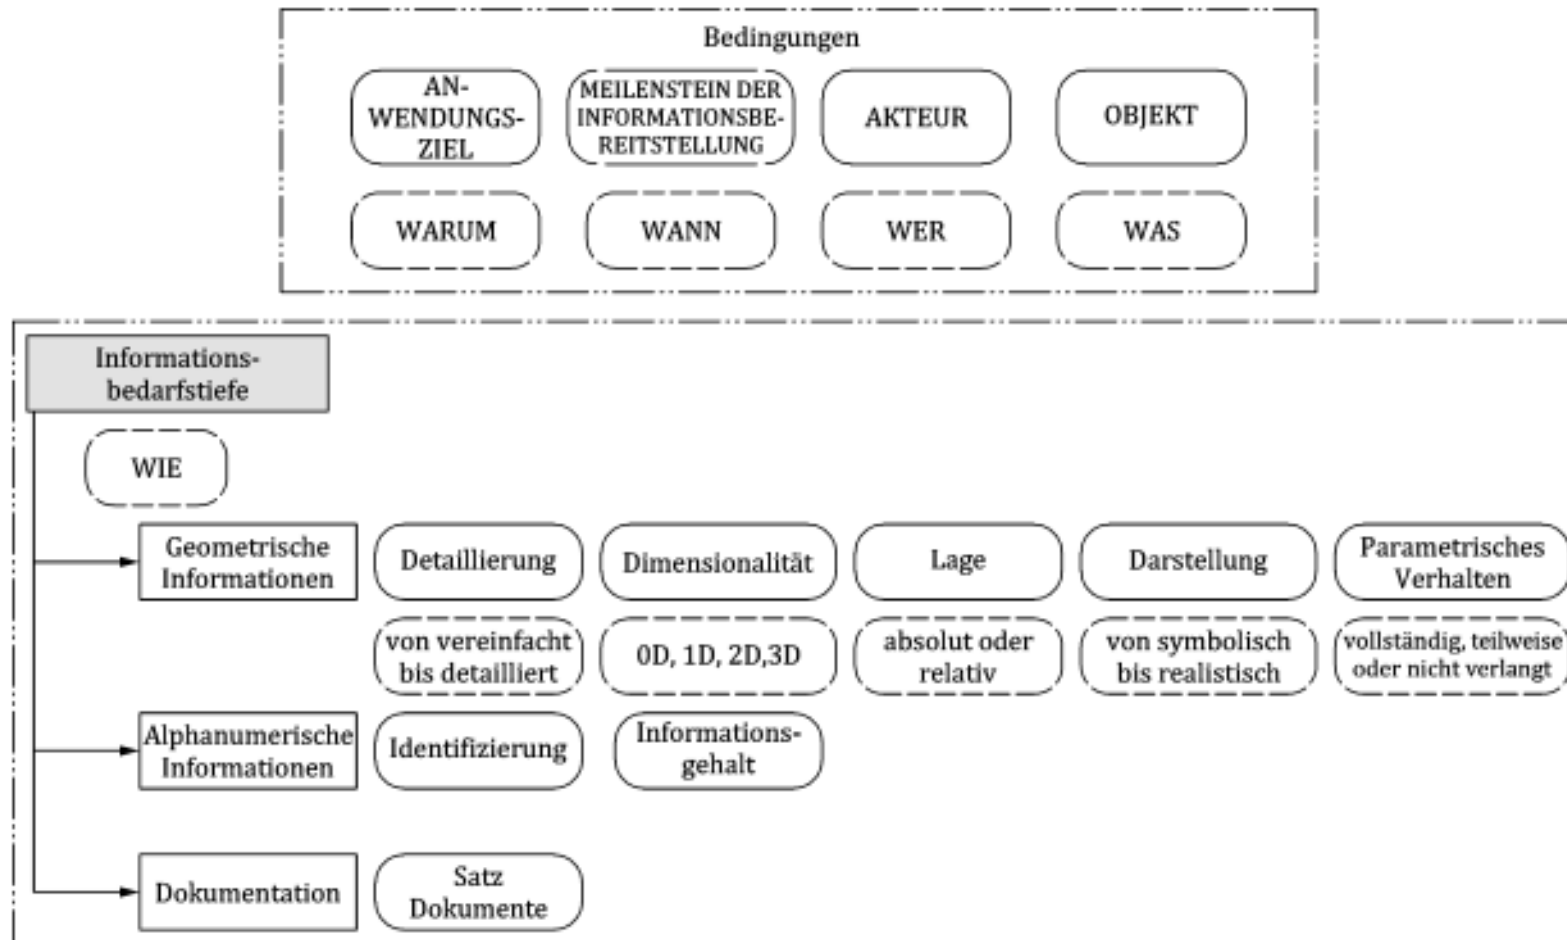 Bedingungen
AN-
WENDUNGS-
ZIEL
MEILENSTEIN DER
INFORMATIONSBE-
REITSTELLUNG
AKTEUR
OBJEKT
WARUM
WANN
WER
WAS
Informations-
bedarfstiefe
WIE
Geometrische
Informationen
Detaillierung
Dimensionalität
Lage
Darstellung
Parametrisches
Verhalten
von vereinfacht
bis detailliert
0D, 1D, 2D,3D
absolut oder
relativ
von symbolisch
bis realistisch
vollständig, teilweise
oder nicht verlangt
Alphanumerische
Informationen
Identifizierung
Informations-
gehalt
Dokumentation
Satz
Dokumente